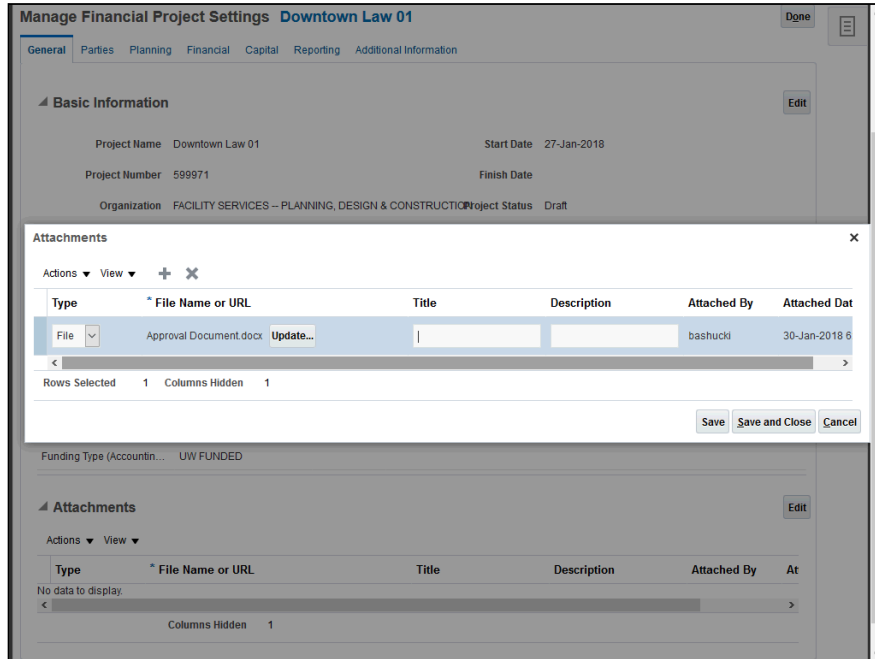 Manage Financial Project Settings Downtown Law 01 Done
General Parties Planning Financial Capital Reporting Additional Information
Basic Information Edit
Project Name Downtown Law 01 Start Date 27-Jan-2018
Project Number 599971 Finish Date
Organization FACILITY SERVICES -- PLANNING, DESIGN & CONSTRUCTION Project Status Draft
Attachments
Actions View
Type * File Name or URL Title Description Attached By Attached Dat
File Approval Document.docx Update... bashucki 30-Jan-2018 6
Rows Selected 1 Columns Hidden 1
Save Save and Close Cancel
Funding Type (Accountin... UW FUNDED
Attachments Edit
Actions View
Type * File Name or URL Title Description Attached By At
No data to display.
Columns Hidden 1